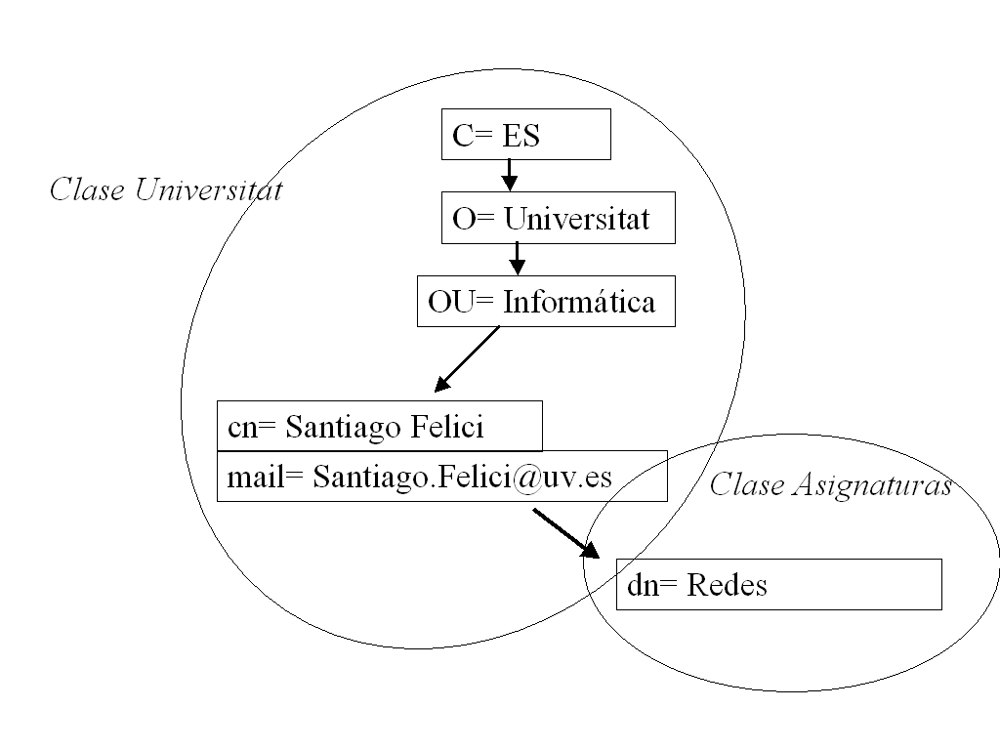 C= ES
Clase Universitat
O= Universitat
OU= Informática
cn= Santiago Felici
mail= Santiago.Felici@uv.es
Clase Asignaturas
dn= Redes